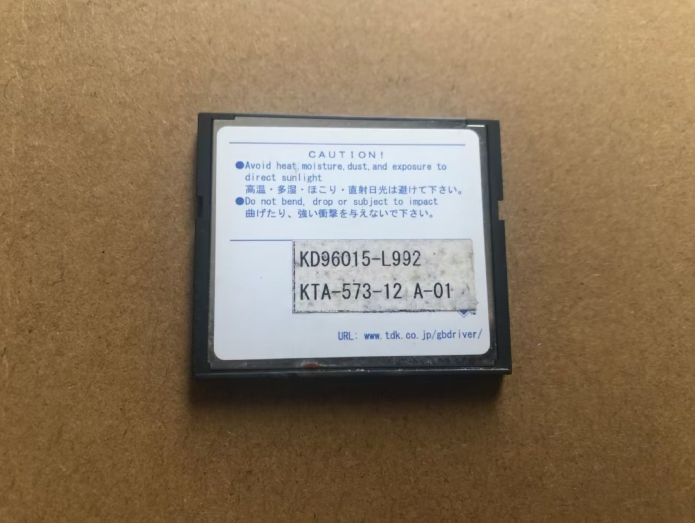 CAUTION!
●Avoid heat,moisture,dust,and exposure to
direct sunlight
高温・多湿・ほこり・直射日光は避けて下さい。
●Do not bend, drop or subject to impact
曲げたり、強い衝撃を与えないで下さい。
KD96015-L992
KTA-573-12 A-01
URL: www.tdk.co.jp/gbdriver/